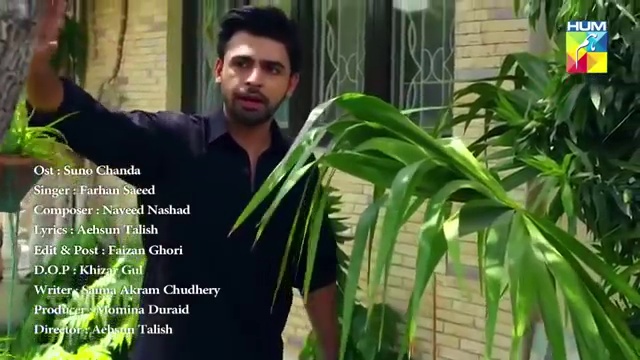 HUM
Ost : Suno Chanda
Singer : Farhan Saeed
Composer : Naveed Nashad
Lyrics : Aehsun Talish
Edit & Post : Faizan Ghori
D.O.P : Khizar Gul
Writer : Saima Akram Chudhery
Producer : Momina Duraid
Director : Aehsun Talish